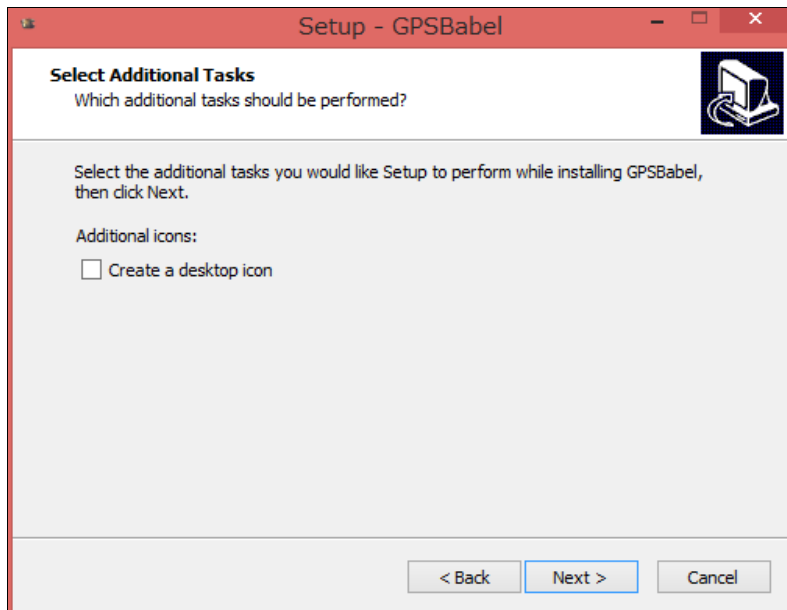 Setup - GPSBabel
Select Additional Tasks
Which additional tasks should be performed?
Select the additional tasks you would like Setup to perform while installing GPSBabel,
then click Next.
Additional icons:
Create a desktop icon
< Back
Next >
Cancel